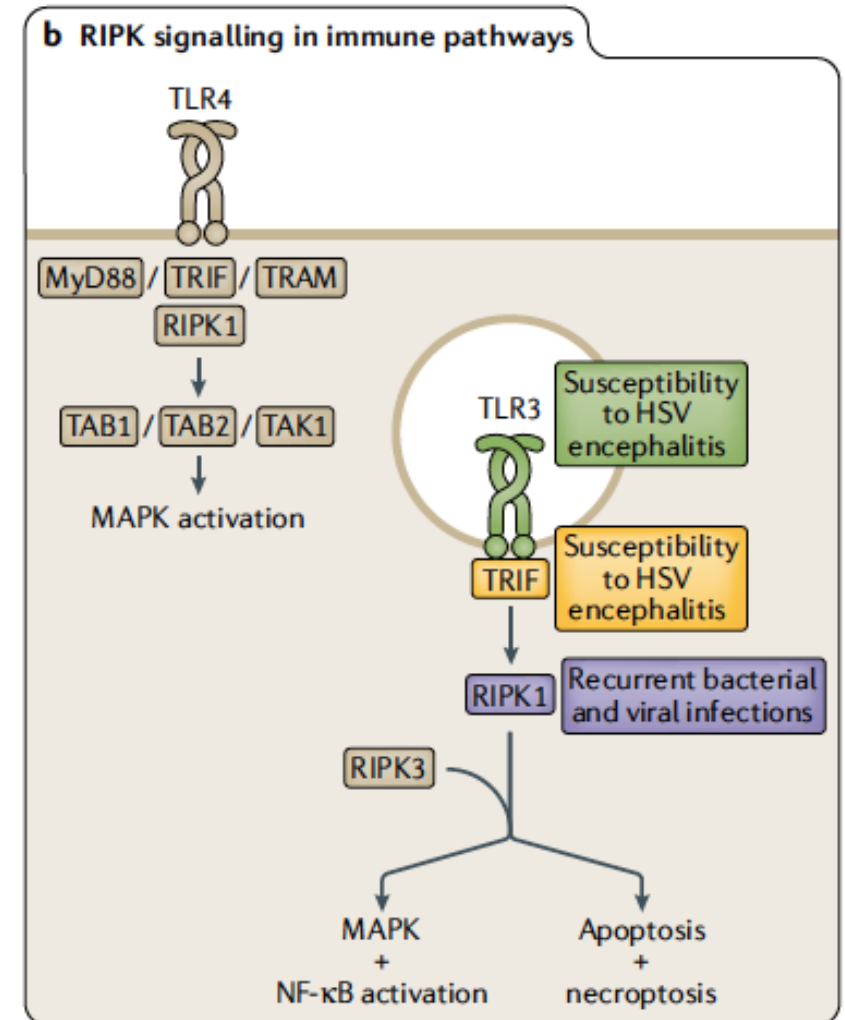 b RIPK signalling in immune pathways
TLR4
MyD88 / TRIF / TRAM
RIPK1
TAB1 / TAB2 / TAK1
MAPK activation
TLR3
Susceptibility
to HSV
encephalitis
TRIF
Susceptibility
to HSV
encephalitis
RIPK1
Recurrent bacterial
and viral infections
RIPK3
MAPK
+
NF-κB activation
Apoptosis
+
necroptosis